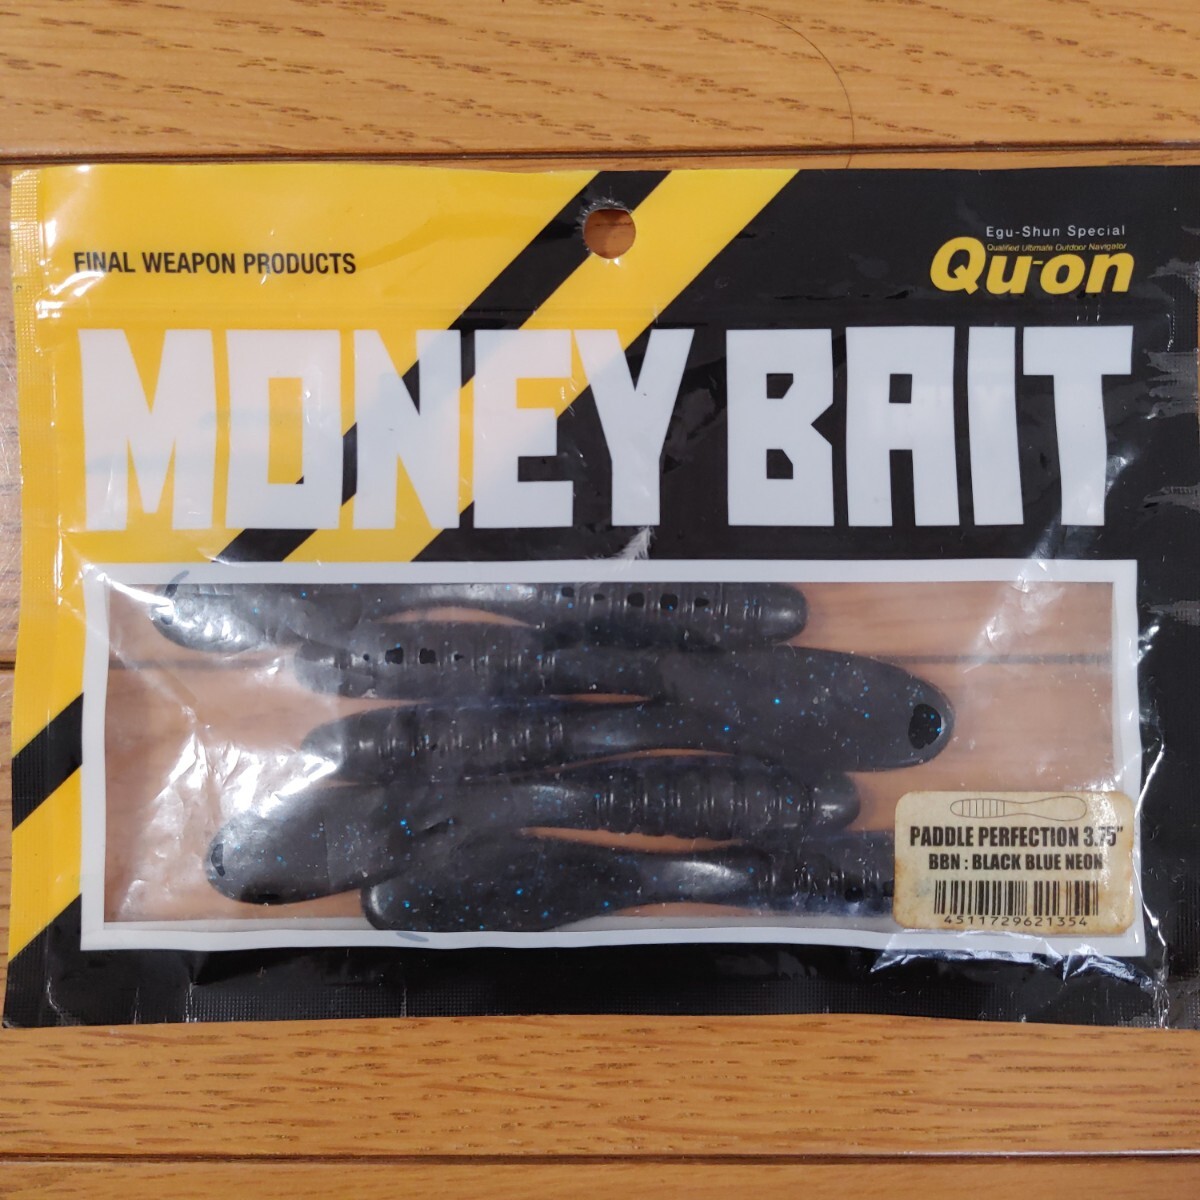 FINAL WEAPON PRODUCTS
Egu-Shun Special
Qualified Ultimate Outdoor Navigator
Qu-on
MONEY BAIT
PADDLE PERFECTION 3.75"
BBN : BLACK BLUE NEON
4511729621354